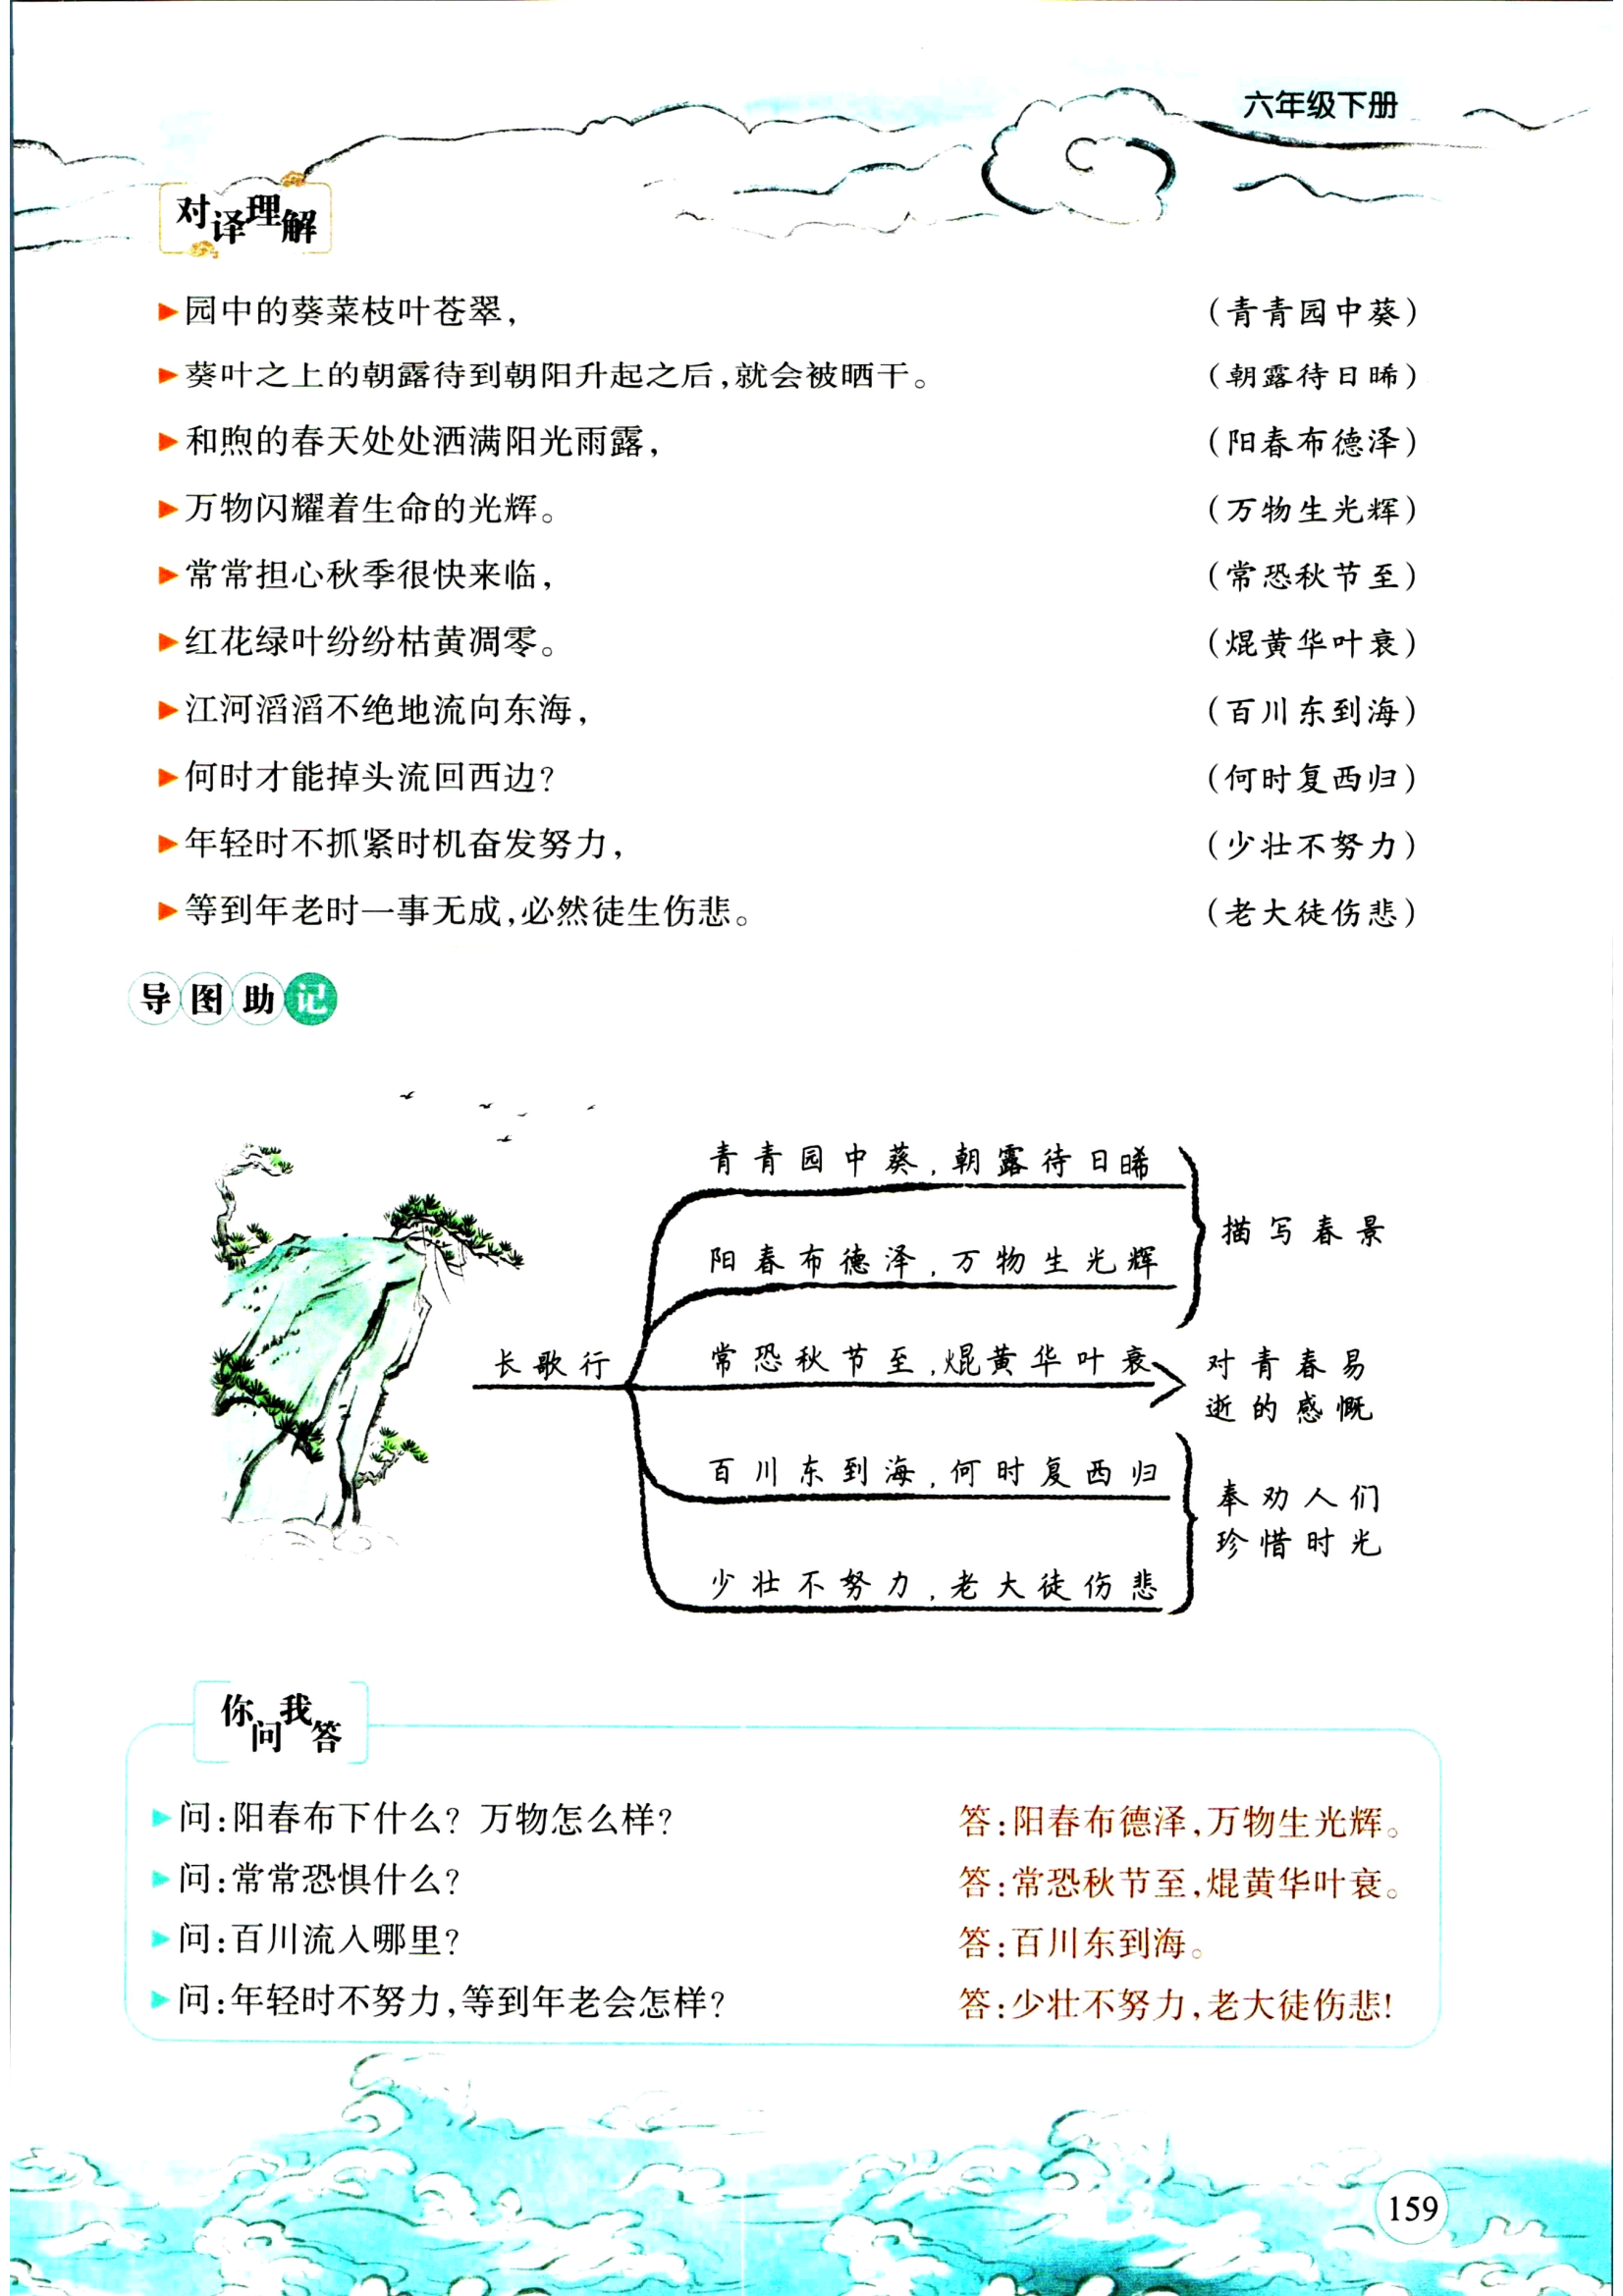 六年级下册
对译理解
园中的葵菜枝叶苍翠， （青青园中葵）
葵叶之上的朝露待到朝阳升起之后，就会被晒干。 （朝露待日晞）
和煦的春天处处洒满阳光雨露， （阳春布德泽）
万物闪耀着生命的光辉。 （万物生光辉）
常常担心秋季很快来临， （常恐秋节至）
红花绿叶纷纷枯黄凋零。 （焜黄华叶衰）
江河滔滔不绝地流向东海， （百川东到海）
何时才能掉头流回西边？ （何时复西归）
年轻时不抓紧时机奋发努力， （少壮不努力）
等到年老时一事无成，必然徒生伤悲。 （老大徒伤悲）
导图助记
长歌行
青青园中葵，朝露待日晞
阳春布德泽，万物生光辉
描写春景
常恐秋节至，焜黄华叶衰
对青春易
逝的感慨
百川东到海，何时复西归
少壮不努力，老大徒伤悲
奉劝人们
珍惜时光
你问我答
问：阳春布下什么？万物怎么样？ 答：阳春布德泽，万物生光辉。
问：常常恐惧什么？ 答：常恐秋节至，焜黄华叶衰。
问：百川流入哪里？ 答：百川东到海。
问：年轻时不努力，等到年老会怎样？ 答：少壮不努力，老大徒伤悲！
159